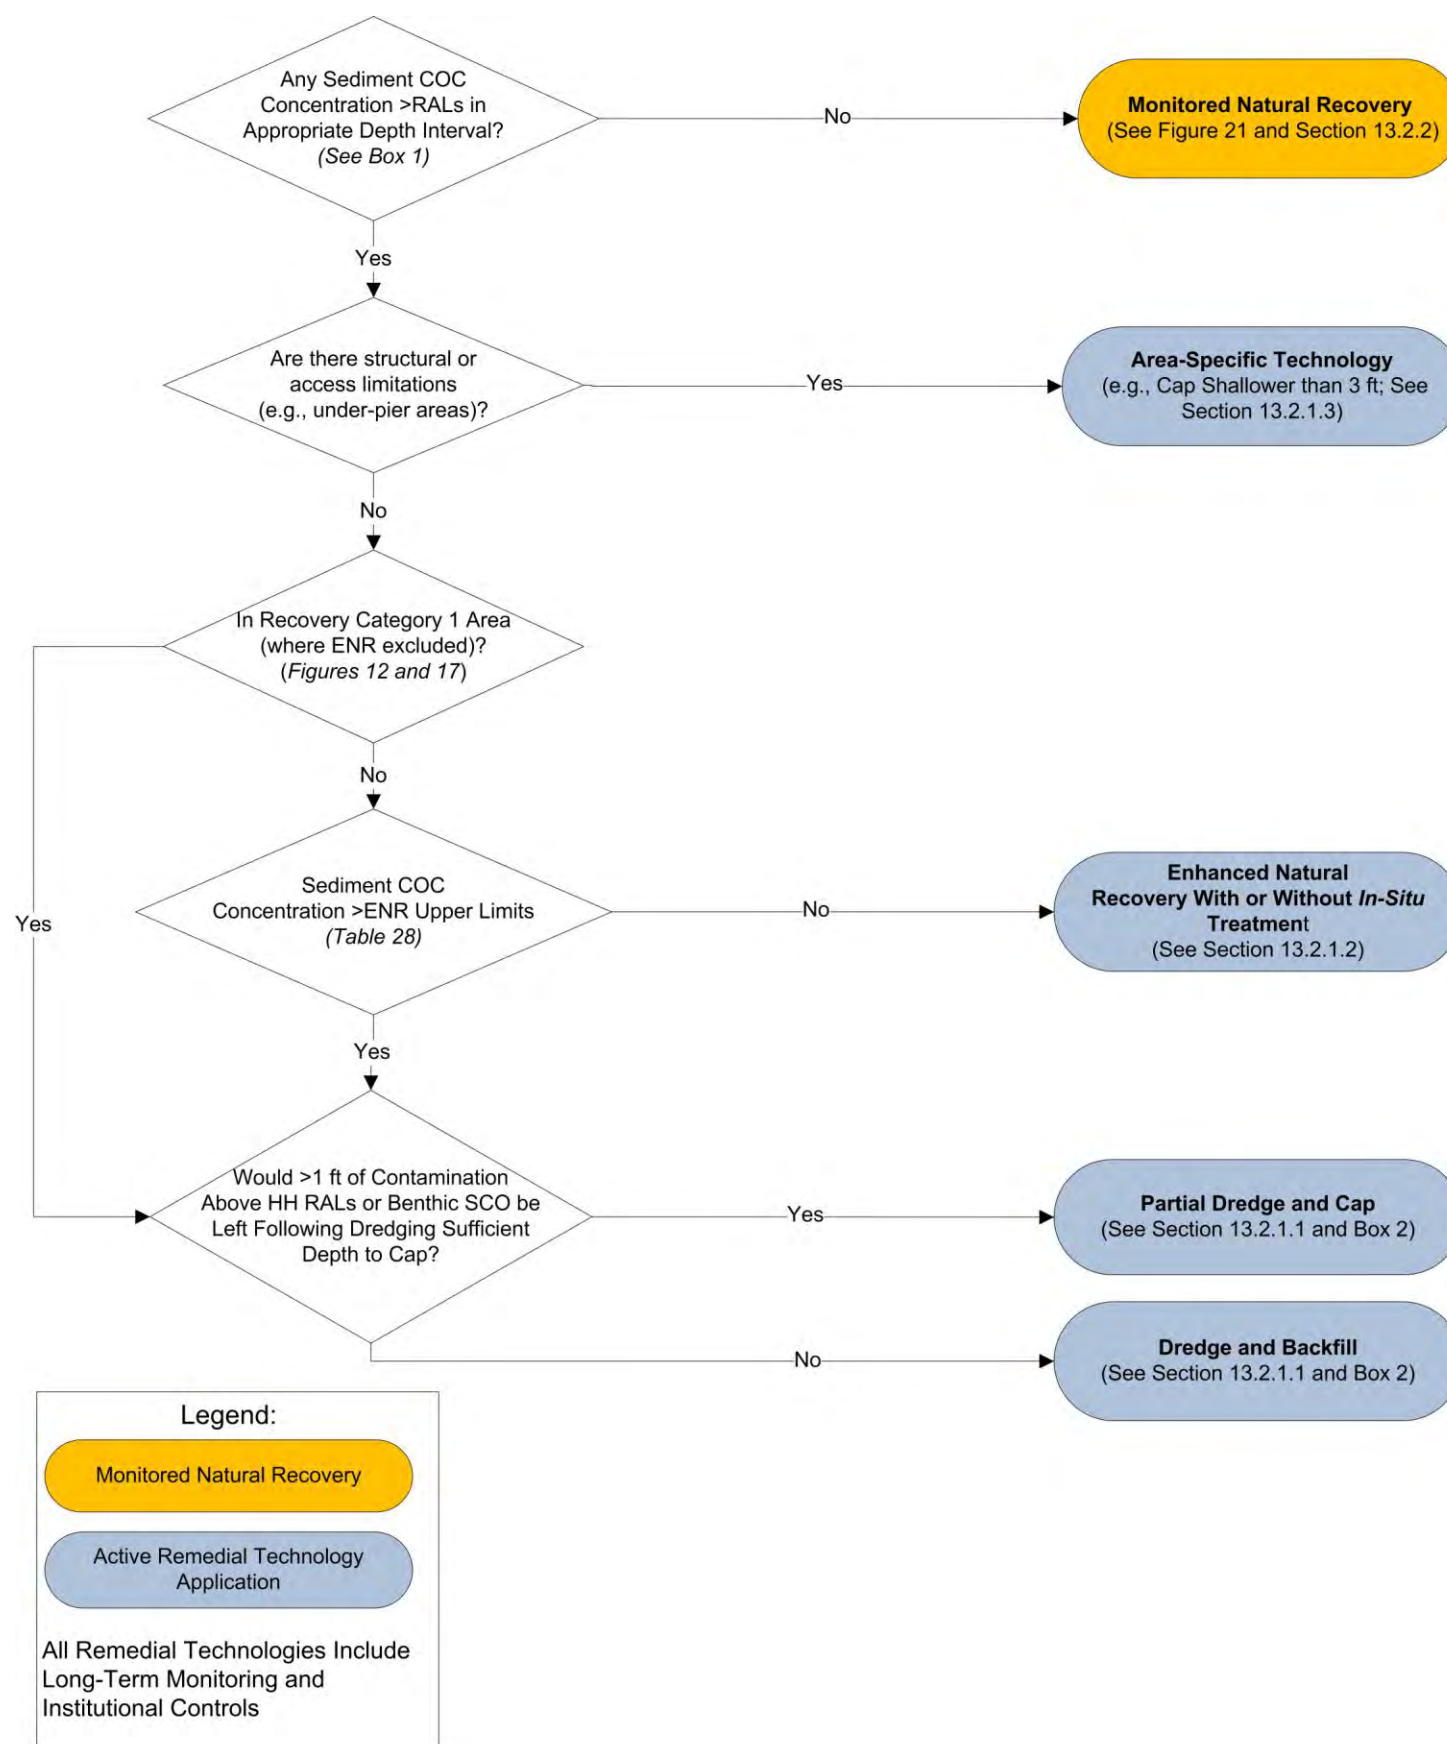 Any Sediment COC
Concentration >RALs in
Appropriate Depth Interval?
(See Box 1)
No
Monitored Natural Recovery
(See Figure 21 and Section 13.2.2)
Yes
Are there structural or
access limitations
(e.g., under-pier areas)?
Yes
Area-Specific Technology
(e.g., Cap Shallower than 3 ft; See
Section 13.2.1.3)
No
In Recovery Category 1 Area
(where ENR excluded)?
(Figures 12 and 17)
No
Yes
Sediment COC
Concentration >ENR Upper Limits
(Table 28)
No
Enhanced Natural
Recovery With or Without In-Situ
Treatment
(See Section 13.2.1.2)
Yes
Would >1 ft of Contamination
Above HH RALs or Benthic SCO be
Left Following Dredging Sufficient
Depth to Cap?
Yes
Partial Dredge and Cap
(See Section 13.2.1.1 and Box 2)
No
Dredge and Backfill
(See Section 13.2.1.1 and Box 2)
Legend:
Monitored Natural Recovery
Active Remedial Technology
Application
All Remedial Technologies Include
Long-Term Monitoring and
Institutional Controls